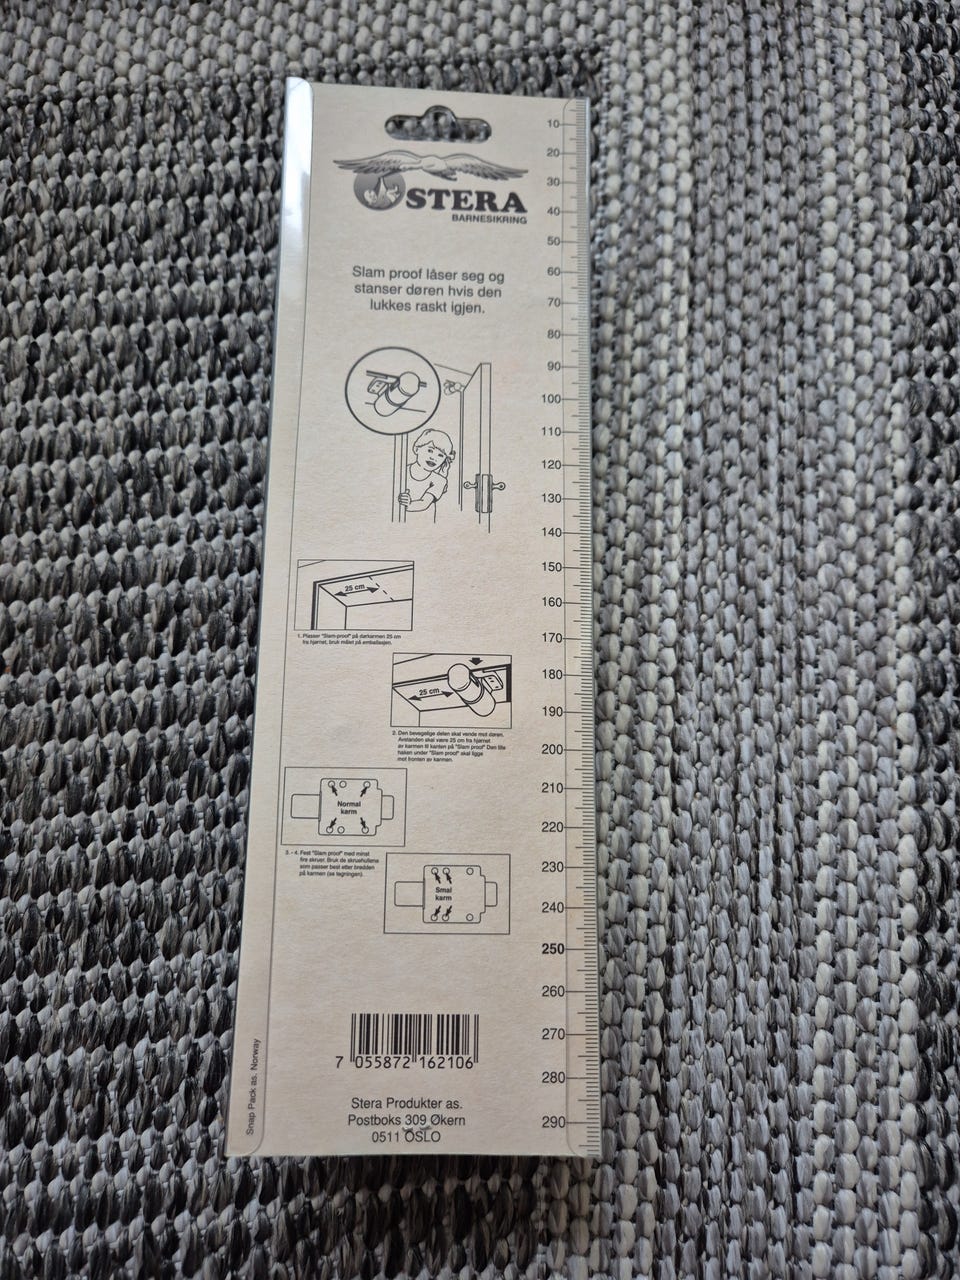 STERA
BARNESIKRING
Slam proof låser seg og
stanser døren hvis den
lukkes raskt igjen.
25 cm
1. Plasser "Slam-proof" på dørkarmen 25 cm
fra hjørnet, bruk målet på emballasjen.
25 cm
2. Den bevegelige delen skal vende mot døren.
Avstanden skal være 25 cm fra hjørnet
av karmen til kanten på "Slam proof" Den lille
haken under "Slam proof" skal ligge
mot fronten av karmen.
Normal
karm
3. - 4. Fest "Slam proof" med minst
fire skruer. Bruk de skruehullene
som passer best etter bredden
på karmen (se tegningen).
Smal
karm
7 055872 162106
Stera Produkter as.
Postboks 309 Økern
0511 OSLO
Snap Pack as. Norway
10
20
30
40
50
60
70
80
90
100
110
120
130
140
150
160
170
180
190
200
210
220
230
240
250
260
270
280
290